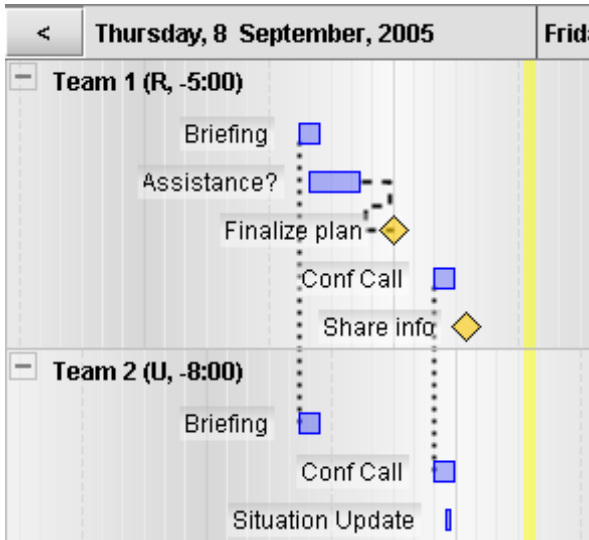 < Thursday, 8 September, 2005 Frid
Team 1 (R, -5:00)
Briefing
Assistance?
Finalize plan
Conf Call
Share info
Team 2 (U, -8:00)
Briefing
Conf Call
Situation Update